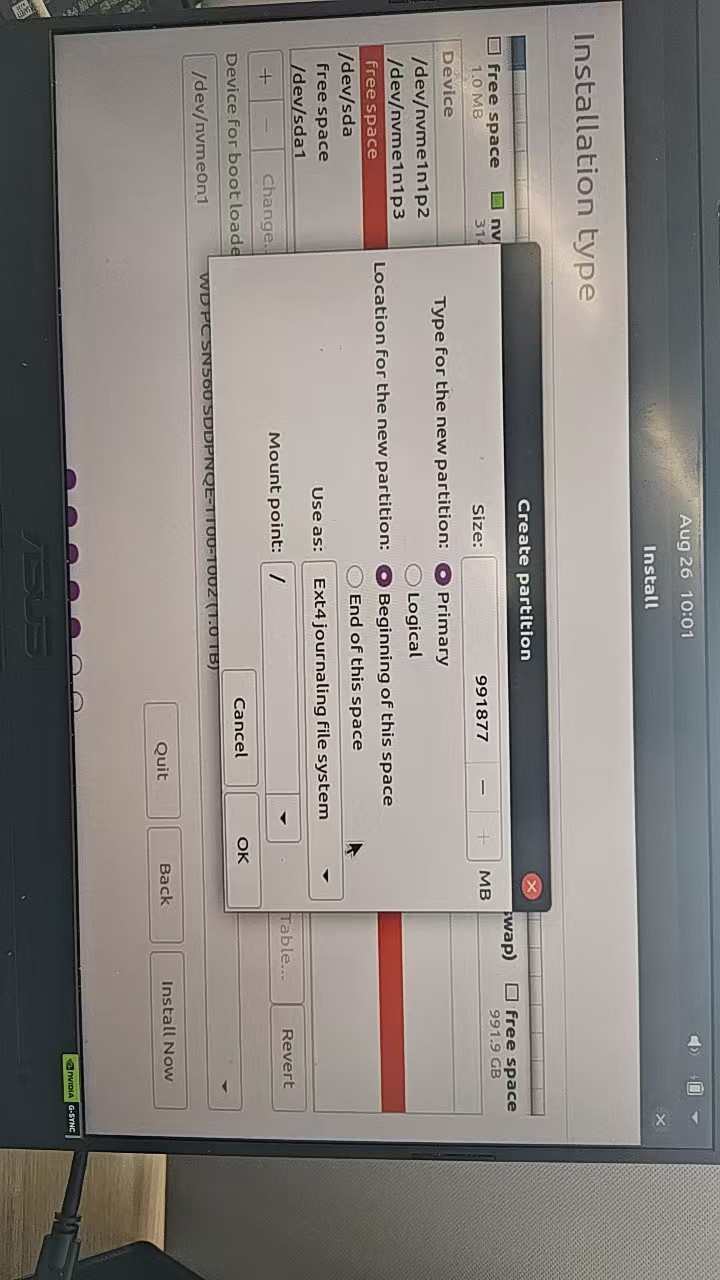 Aug 26 10:01
Install
Installation type
free space
1.0 MB
swap)
free space
991.9 GB
Device
/dev/nvme1n1p2
/dev/nvme1n1p3
free space
/dev/sda
free space
/dev/sda1
+ - Change...
Table...
Revert
Create partition
Size: 991877 - + MB
Type for the new partition: Primary
Logical
Location for the new partition: Beginning of this space
End of this space
Use as: Ext4 journaling file system
Mount point: /
Cancel
OK
Device for boot loade
/dev/nvme0n1 WD PC SN560 SDDPNQE-1T00-1002 (1.0 TB)
Quit
Back
Install Now
ASUS
NVIDIA G-SYNC